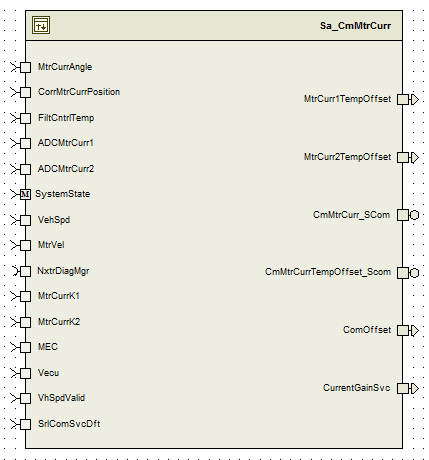 Sa_CmMtrCurr
MtrCurrAngle
CorrMtrCurrPosition
FiltCntrlTemp
ADCMtrCurr1
ADCMtrCurr2
M SystemState
VehSpd
MtrVel
NxtrDiagMgr
MtrCurrK1
MtrCurrK2
MEC
Vecu
VhSpdValid
SrlComSvcDft
MtrCurr1TempOffset
MtrCurr2TempOffset
CmMtrCurr_SCom
CmMtrCurrTempOffset_Scom
ComOffset
CurrentGainSvc